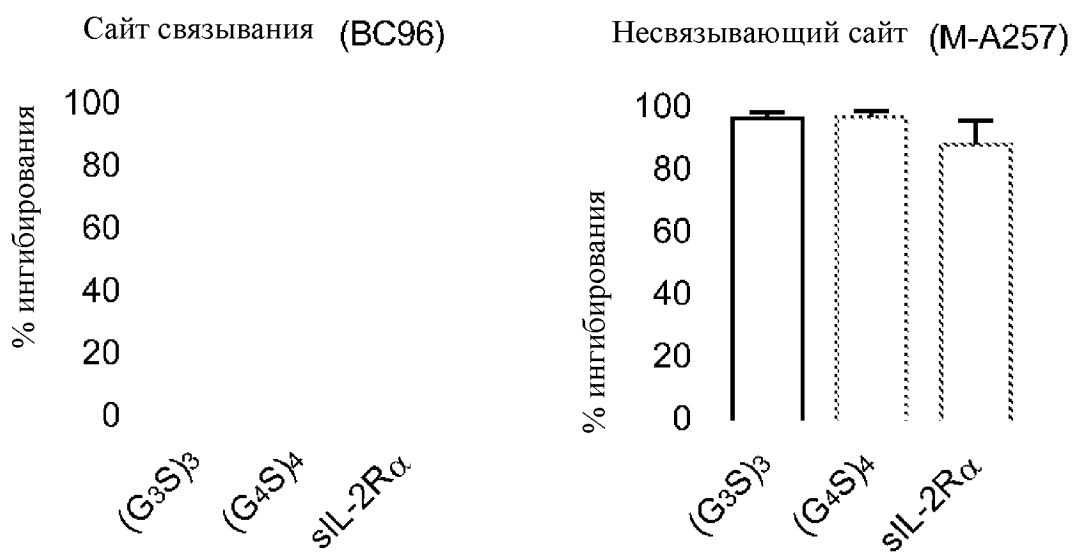 Сайт связывания (BC96)
% ингибирования
100
80
60
40
20
0
(G3S)3
(G4S)4
sIL-2Rα
Несвязывающий сайт (M-A257)
% ингибирования
100
80
60
40
20
0
(G3S)3
(G4S)4
sIL-2Rα